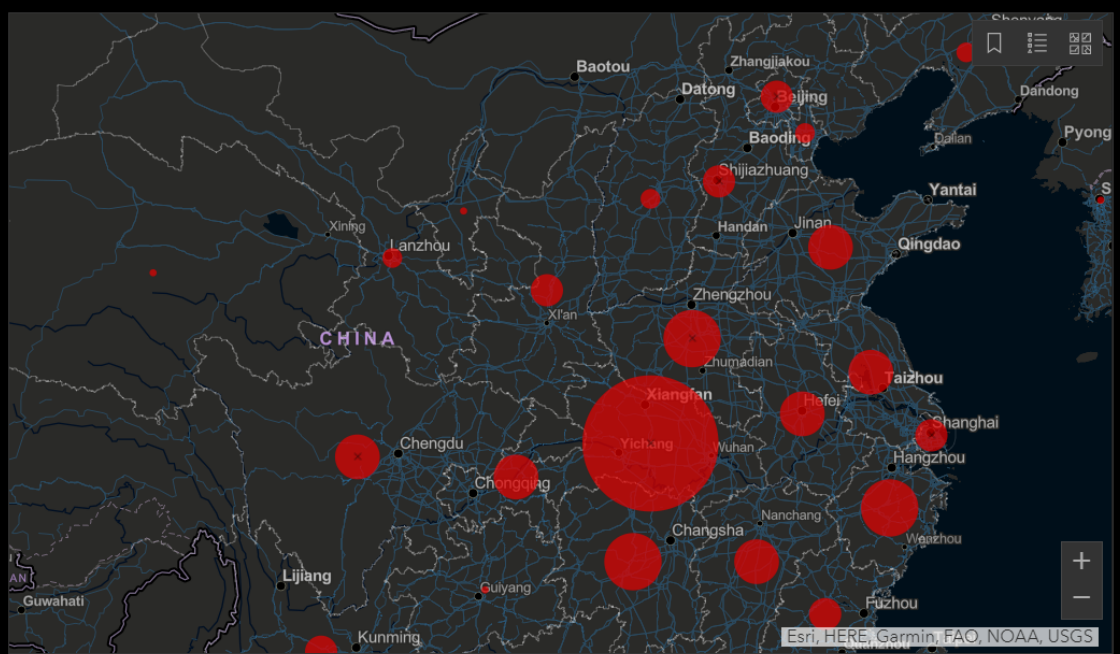 Shenyang
Zhangjiakou
Baotou
Datong
Beijing
Dandong
Baoding
Dalian
Pyong
Shijiazhuang
Yantai
S
Xining
Lanzhou
Handan
Jinan
Qingdao
Zhengzhou
XI'an
CHINA
Zhumadian
Taizhou
Xiangfan
Hefei
Shanghai
Chengdu
Yichang
Wuhan
Hangzhou
Chongqing
Nanchang
Changsha
Wenzhou
AN
Lijiang
Guiyang
Guwahati
Fuzhou
Kunming
Esri, HERE, Garmin, FAO, NOAA, USGS